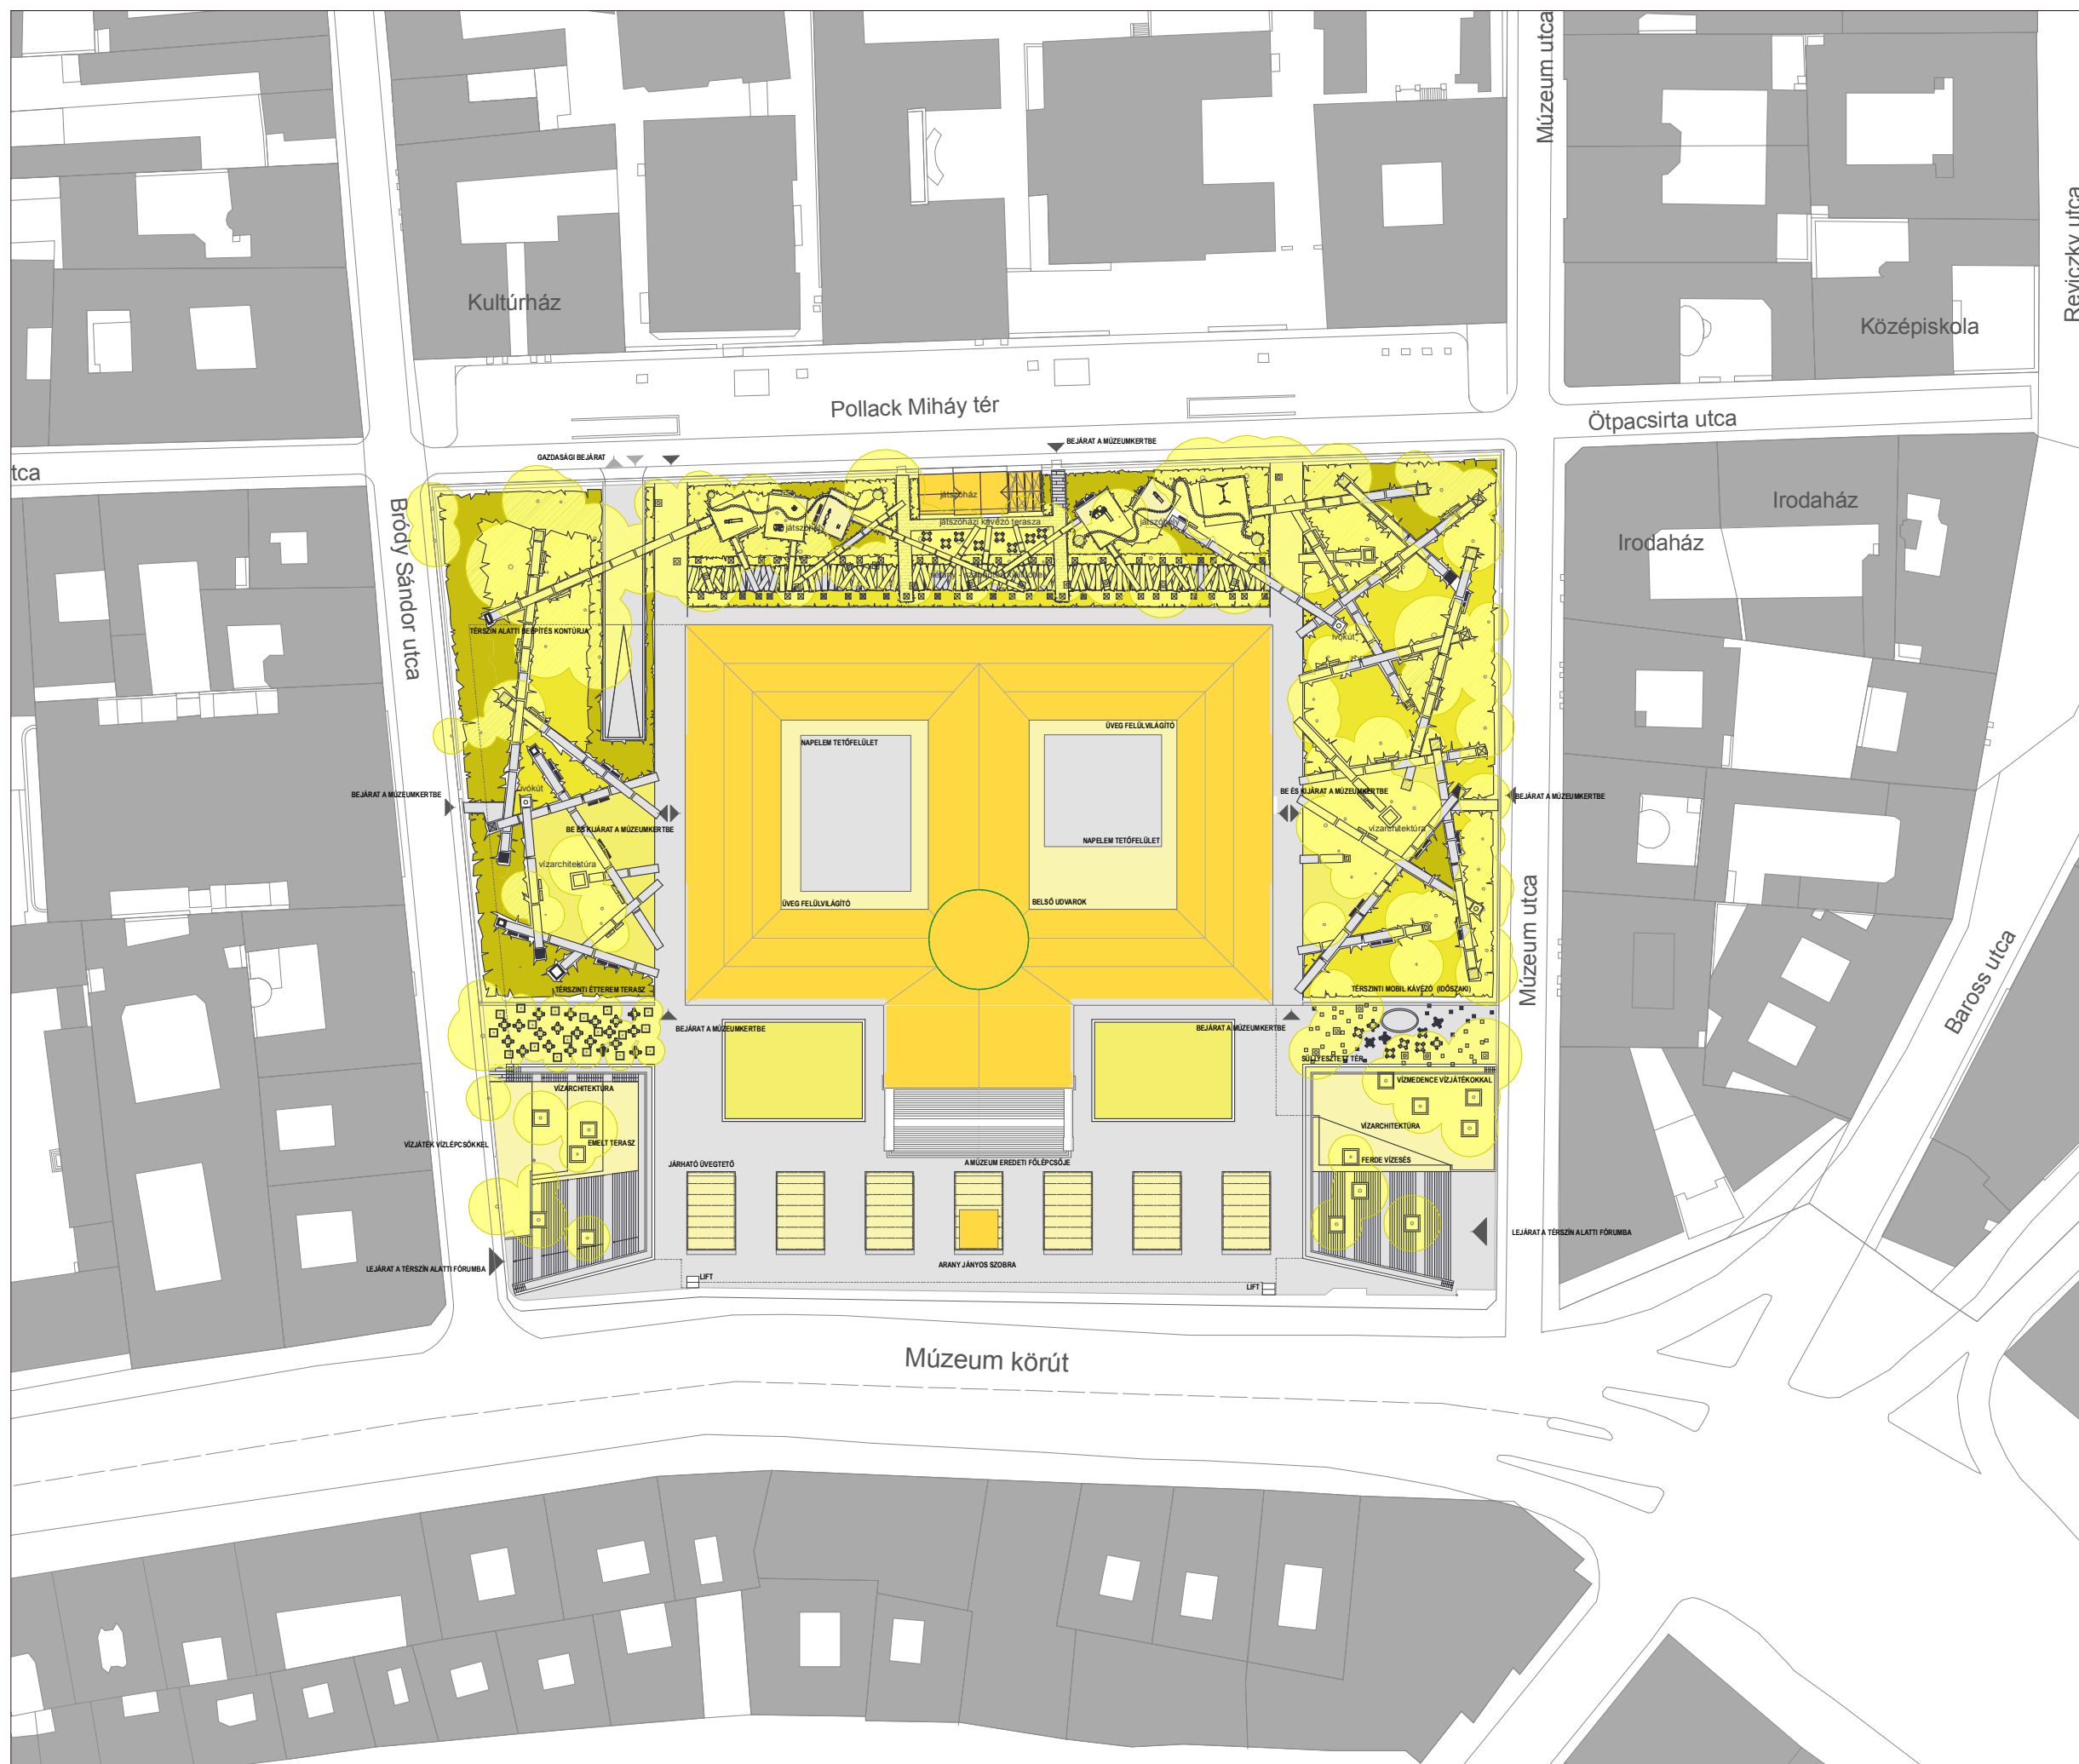 Múzeum utca
Reviczky utca
Kultúrház
Középiskola
Pollack Miháy tér
Ötpacsirta utca
BEJÁRAT A MÚZEUMKERTBE
GAZDASÁGI BEJÁRAT
tca
játszóház
Irodaház
Bródy Sándor utca
játszóházi kávézó terasza
Irodaház
TÉRSZÍN ALATTI BEÉPÍTÉS KONTÚRJA
ivókút
ÜVEG FELÜLVILÁGÍTÓ
NAPELEM TETŐFELÜLET
ivókút
BEJÁRAT A MÚZEUMKERTBE
BE ÉS KIJÁRAT A MÚZEUMKERTBE
BEJÁRAT A MÚZEUMKERTBE
BE ÉS KIJÁRAT A MÚZEUMKERTBE
vízarchitektúra
NAPELEM TETŐFELÜLET
vízarchitektúra
ÜVEG FELÜLVILÁGÍTÓ
BELSŐ UDVAROK
Múzeum utca
Baross utca
TÉRSZINTI ÉTTEREM TERASZ
TÉRSZINTI MOBIL KÁVÉZÓ (IDŐSZAKI)
BEJÁRAT A MÚZEUMKERTBE
BEJÁRAT A MÚZEUMKERTBE
SÜLLYESZTETT TÉR
VÍZARCHITEKTÚRA
VÍZMEDENCE VÍZJÁTÉKOKKAL
VÍZARCHITEKTÚRA
VÍZJÁTÉK VÍZLÉPCSŐKKEL
EMELT TERASZ
JÁRHATÓ ÜVEGTETŐ
A MÚZEUM EREDETI FŐLÉPCSŐJE
FERDE VÍZESÉS
LEJÁRAT A TÉRSZÍN ALATTI FÓRUMBA
LEJÁRAT A TÉRSZÍN ALATTI FÓRUMBA
ARANY JÁNYOS SZOBRA
LIFT
LIFT
Múzeum körút